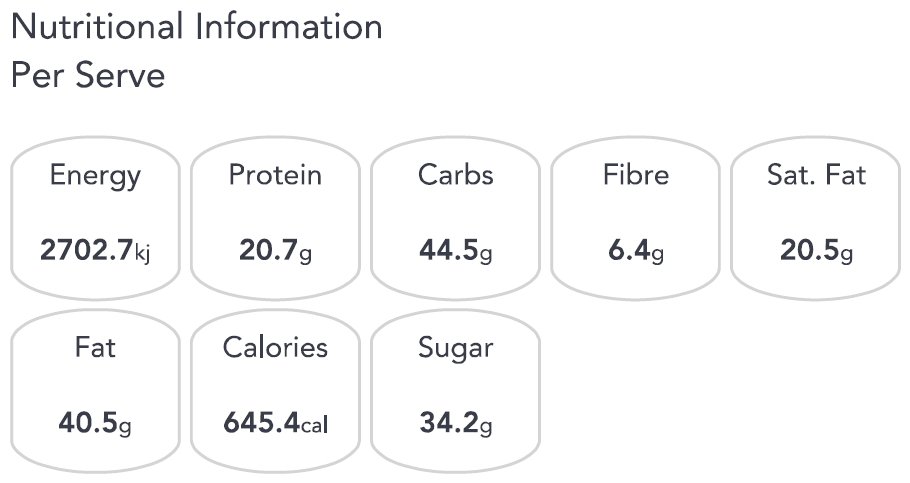 Nutritional Information
Per Serve
Energy Protein Carbs Fibre Sat. Fat
2702.7kj 20.7g 44.5g 6.4g 20.5g
Fat Calories Sugar
40.5g 645.4cal 34.2g